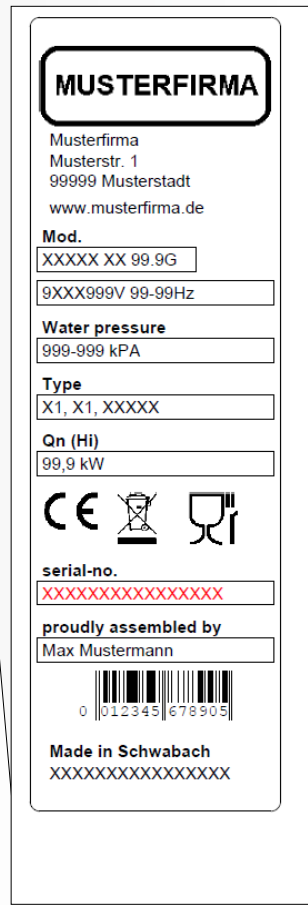 MUSTERFIRMA
Musterfirma
Musterstr. 1
99999 Musterstadt
www.musterfirma.de
Mod.
XXXXX XX 99.9G
9XXX999V 99-99Hz
Water pressure
999-999 kPA
Type
X1, X1, XXXXX
Qn (Hi)
99,9 kW
CE
serial-no.
XXXXXXXXXXXXXXXX
proudly assembled by
Max Mustermann
0 012345 678905
Made in Schwabach
XXXXXXXXXXXXXXXX